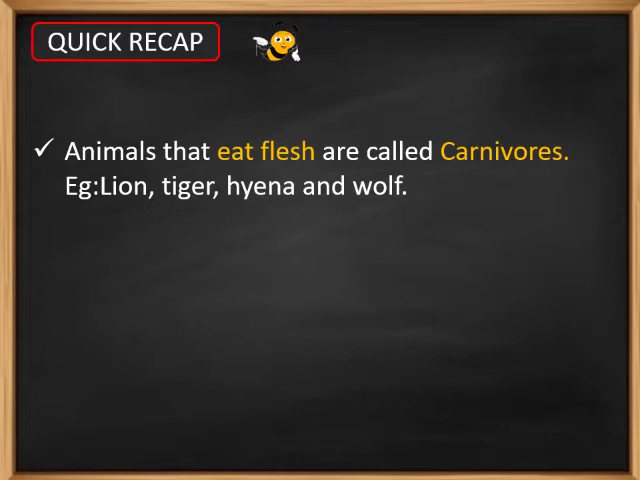 QUICK RECAP
✓ Animals that eat flesh are called Carnivores.
Eg:Lion, tiger, hyena and wolf.